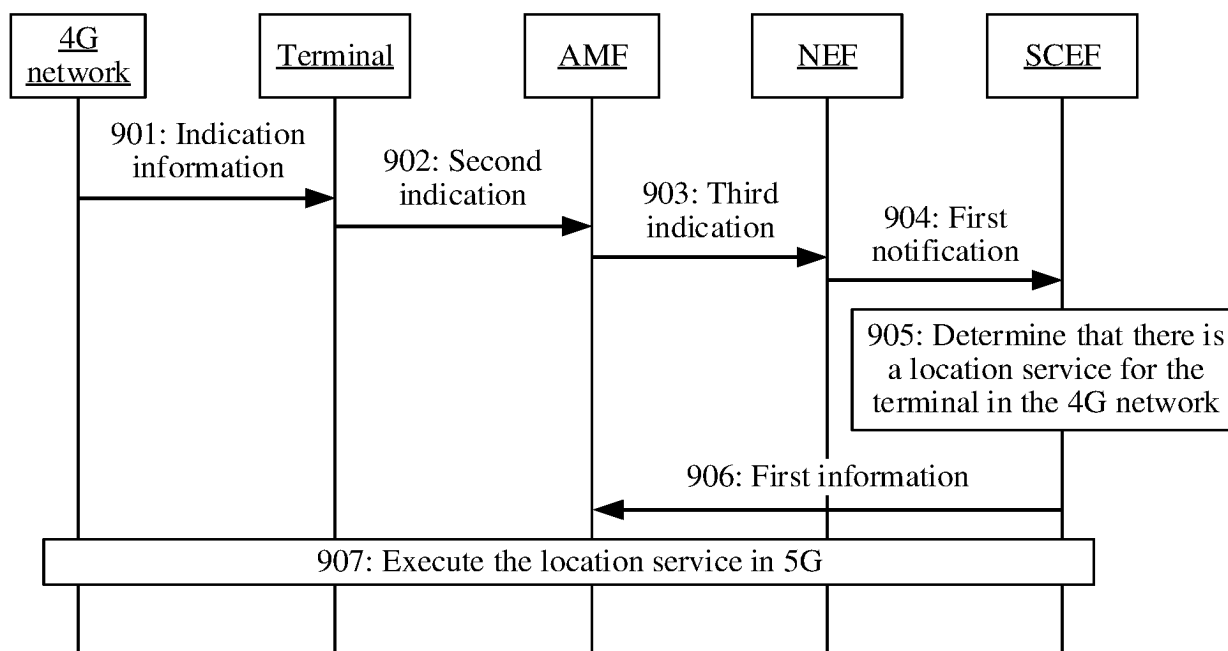 4G
network
Terminal
AMF
NEF
SCEF
901: Indication
information
902: Second
indication
903: Third
indication
904: First
notification
905: Determine that there is
a location service for the
terminal in the 4G network
906: First information
907: Execute the location service in 5G